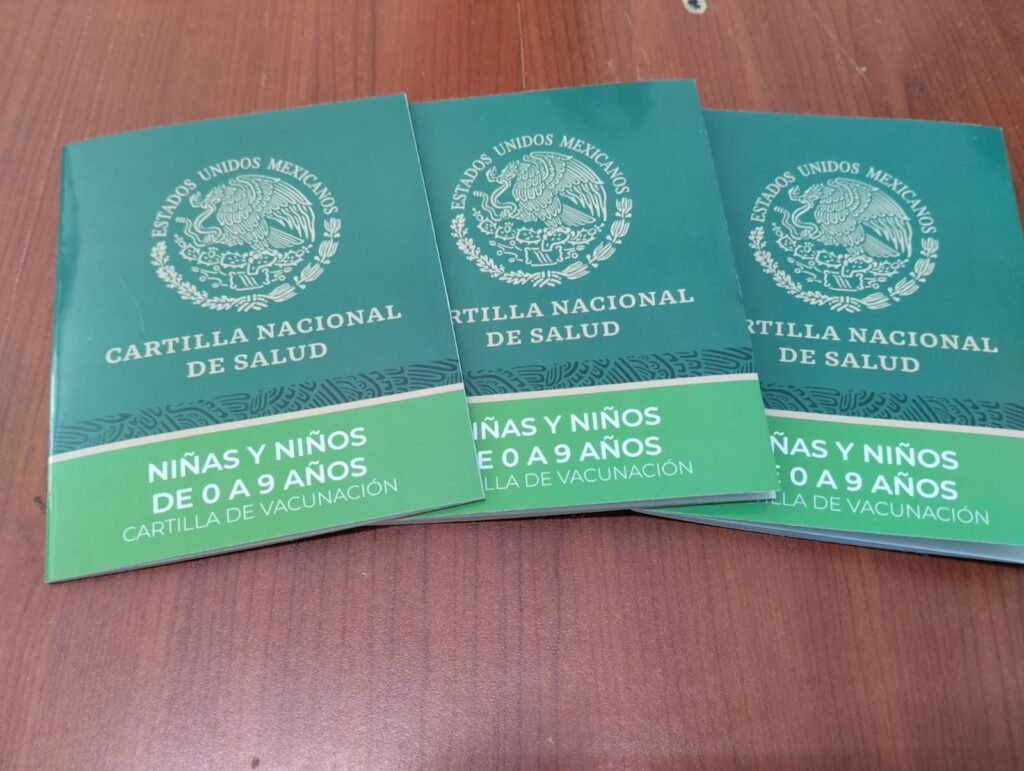 ESTADOS UNIDOS MEXICANOS
CARTILLA NACIONAL
DE SALUD
NIÑAS Y NIÑOS
DE 0 A 9 AÑOS
CARTILLA DE VACUNACIÓN
ESTADOS UNIDOS MEXICANOS
RTILLA NACIONAL
DE SALUD
IÑAS Y NIÑOS
E 0 A 9 AÑOS
LLA DE VACUNACIÓN
ESTADOS UNIDOS MEXICANOS
RTILLA NACIONAL
DE SALUD
ÑAS Y NIÑOS
0 A 9 AÑOS
LLA DE VACUNACIÓN